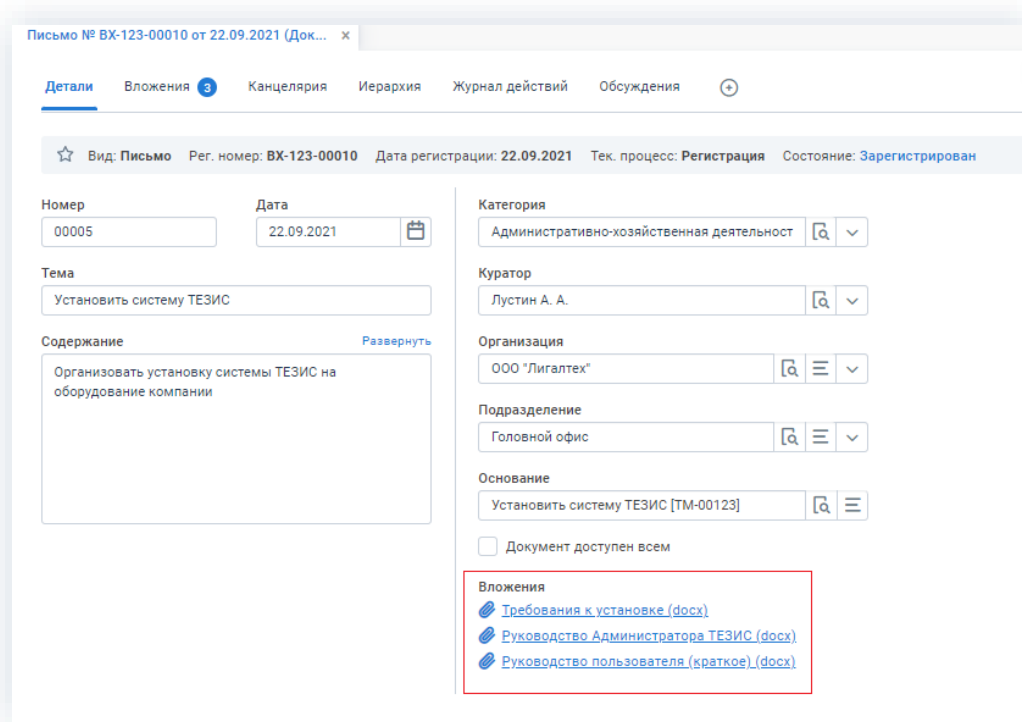 Письмо № ВХ-123-00010 от 22.09.2021 (Док... x
Детали Вложения 3 Канцелярия Иерархия Журнал действий Обсуждения
Вид: Письмо Рег. номер: ВХ-123-00010 Дата регистрации: 22.09.2021 Тек. процесс: Регистрация Состояние: Зарегистрирован
Номер Дата
00005 22.09.2021
Тема
Установить систему ТЕЗИС
Содержание Развернуть
Организовать установку системы ТЕЗИС на
оборудование компании
Категория
Административно-хозяйственная деятельност
Куратор
Лустин А. А.
Организация
ООО "Лигалтех"
Подразделение
Головной офис
Основание
Установить систему ТЕЗИС [ТМ-00123]
Документ доступен всем
Вложения
Требования к установке (docx)
Руководство Администратора ТЕЗИС (docx)
Руководство пользователя (краткое) (docx)